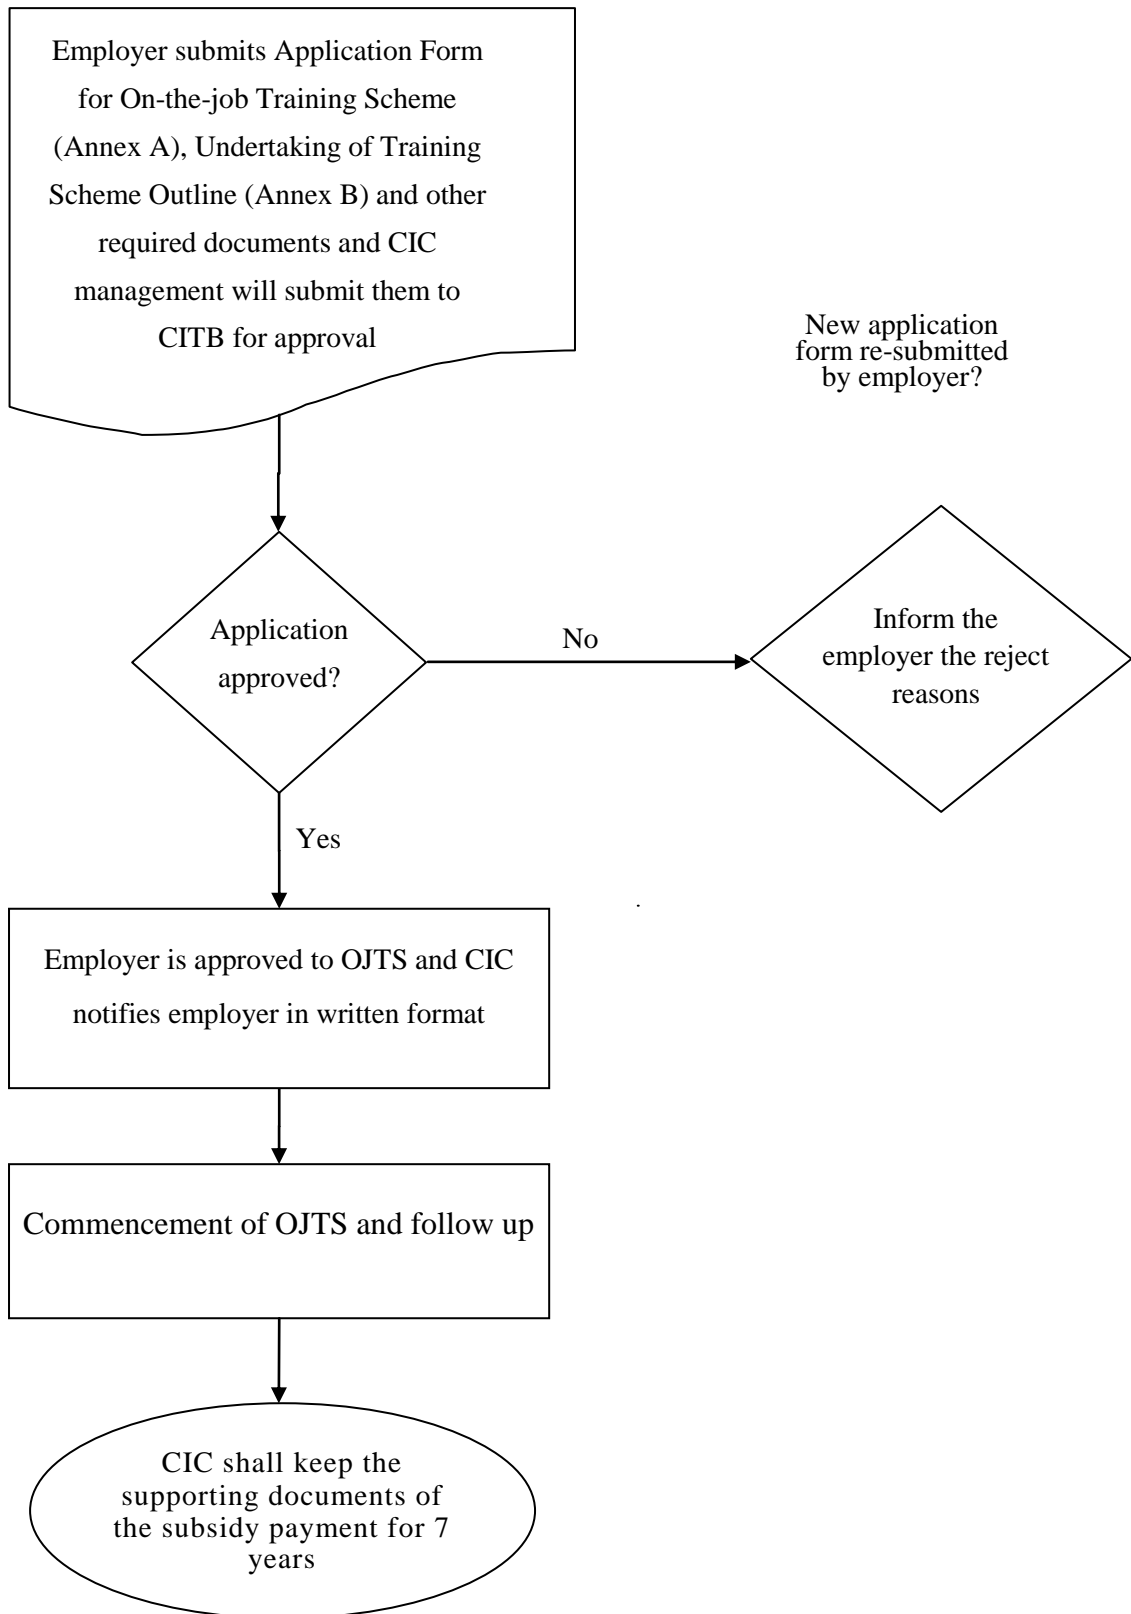 Employer submits Application Form
for On-the-job Training Scheme
(Annex A), Undertaking of Training
Scheme Outline (Annex B) and other
required documents and CIC
management will submit them to
CITB for approval
New application
form re-submitted
by employer?
Application
approved?
No
Inform the
employer the reject
reasons
Yes
Employer is approved to OJTS and CIC
notifies employer in written format
Commencement of OJTS and follow up
CIC shall keep the
supporting documents of
the subsidy payment for 7
years